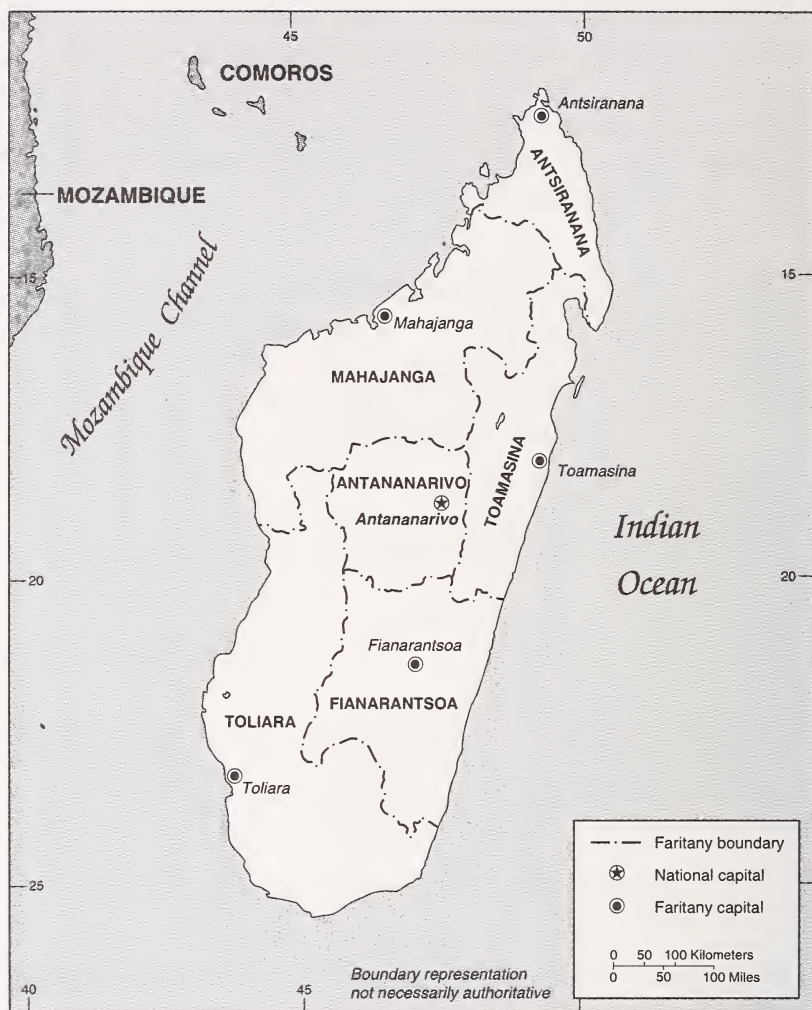 45
50
COMOROS
Antsiranana
ANTSIRANANA
MOZAMBIQUE
15
15
Mozambique Channel
Mahajanga
MAHAJANGA
ANTANANARIVO
Antananarivo
TOAMASINA
Toamasina
Indian
Ocean
20
20
Fianarantsoa
FIANARANTSOA
TOLIARA
Toliara
25
Faritany boundary
National capital
Faritany capital
0 50 100 Kilometers
0 50 100 Miles
Boundary representation
not necessarily authoritative
40
45